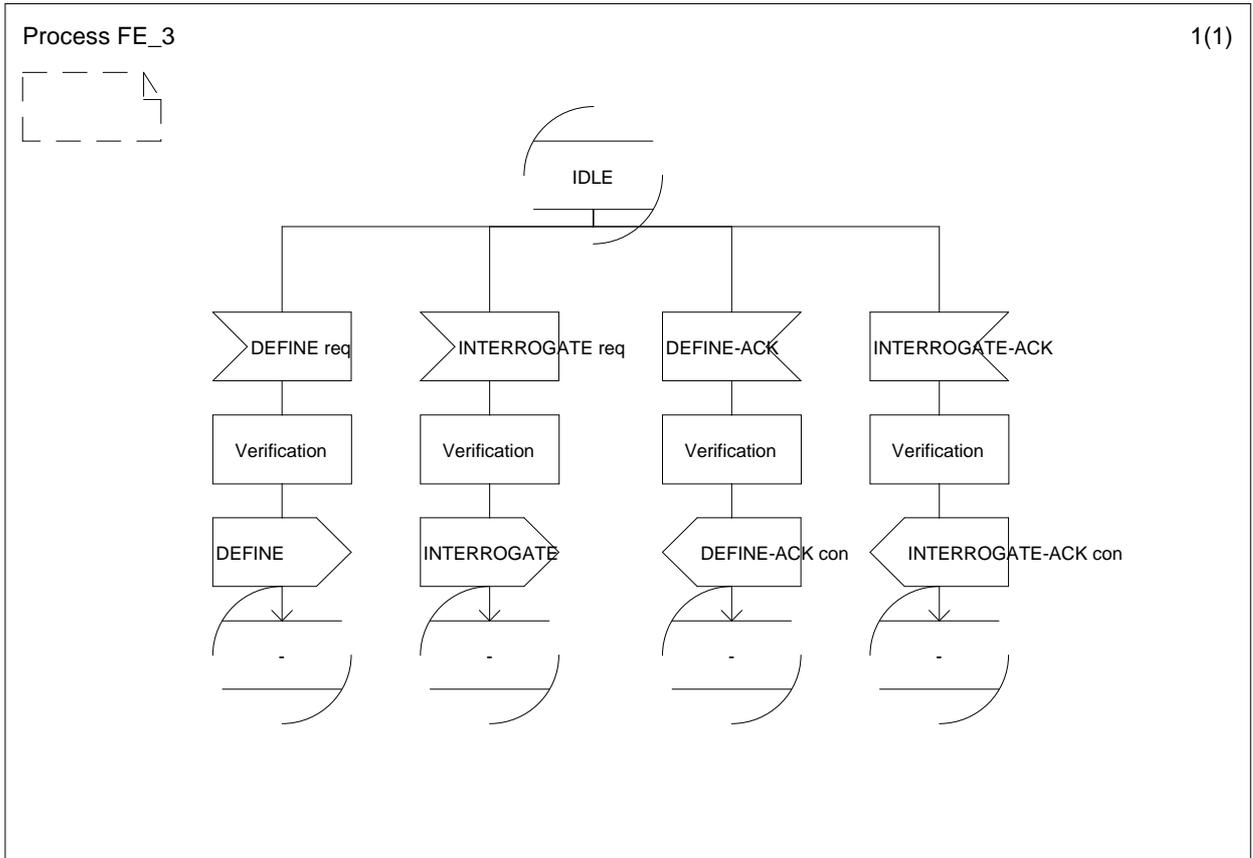 Process FE_3
1(1)
IDLE
DEFINE req
INTERROGATE req
DEFINE-ACK
INTERROGATE-ACK
Verification
Verification
Verification
Verification
DEFINE
INTERROGATE
DEFINE-ACK con
INTERROGATE-ACK con
-
-
-
-